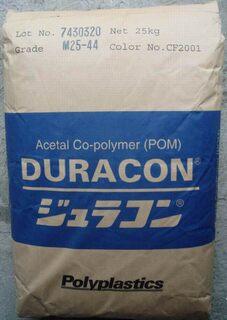 Lot No. 7430320 Net 25kg
Grade M25-44 Color No.CF2001
Acetal Co-polymer (POM)
DURACON®
ジュラコン®
Polyplastics